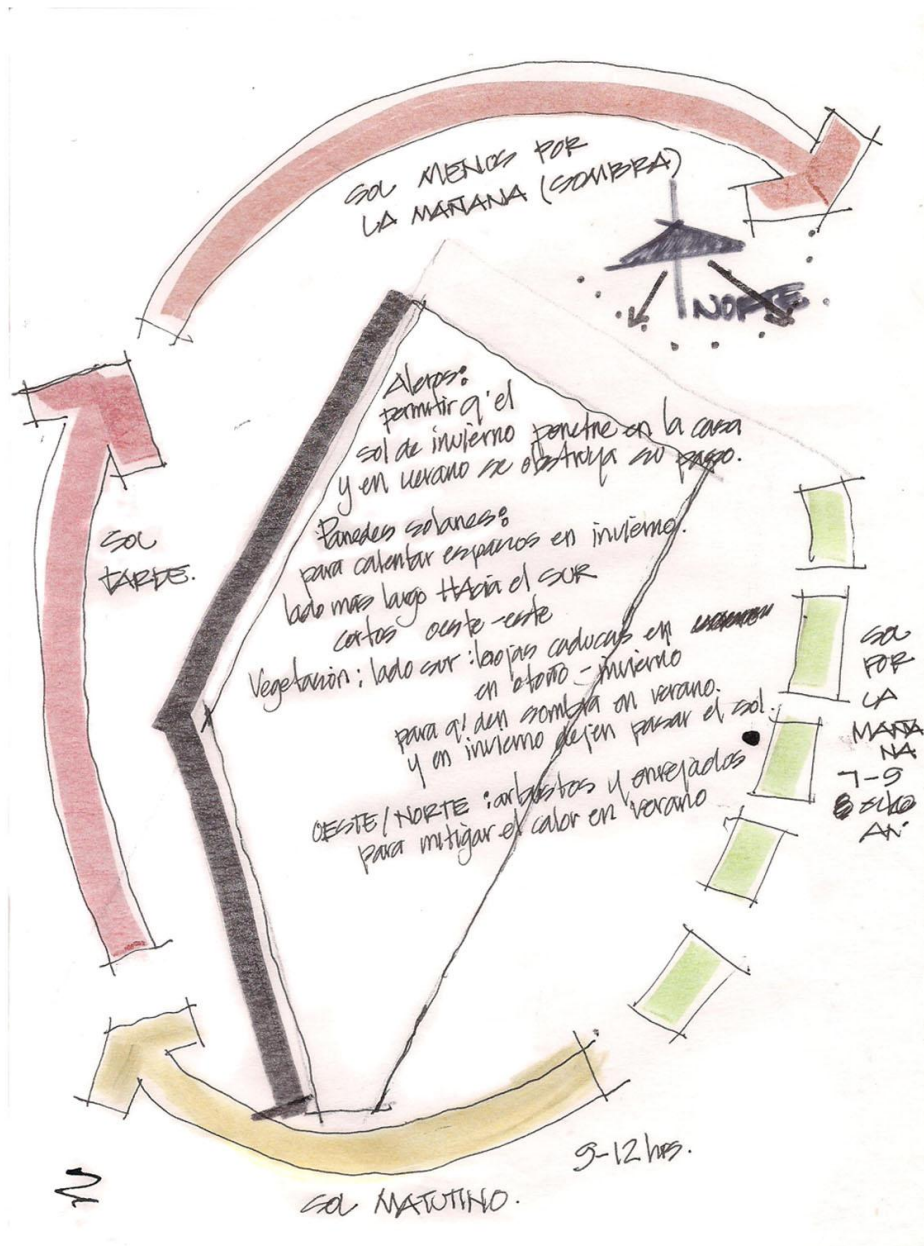 SOL MENOS POR
LA MAÑANA (SOMBRA)
NORTE
Aleros:
permitir q' el
sol de invierno penetre en la casa
y en verano se obstruya su paso.
SOL
TARDE.
Paredes solares:
para calentar espacios en invierno.
lado más largo HAcia el SUR
cortos oeste-este
Vegetación: lado sur: hojas caducas en
en otoño - invierno
para q' den sombra en verano.
y en invierno dejen pasar el sol.
OESTE/NORTE: arbustos y enrejados
para mitigar el calor en verano
SOL
POR
LA
MAÑA
NA
7-9
9-12 hrs.
SOL MATUTINO.